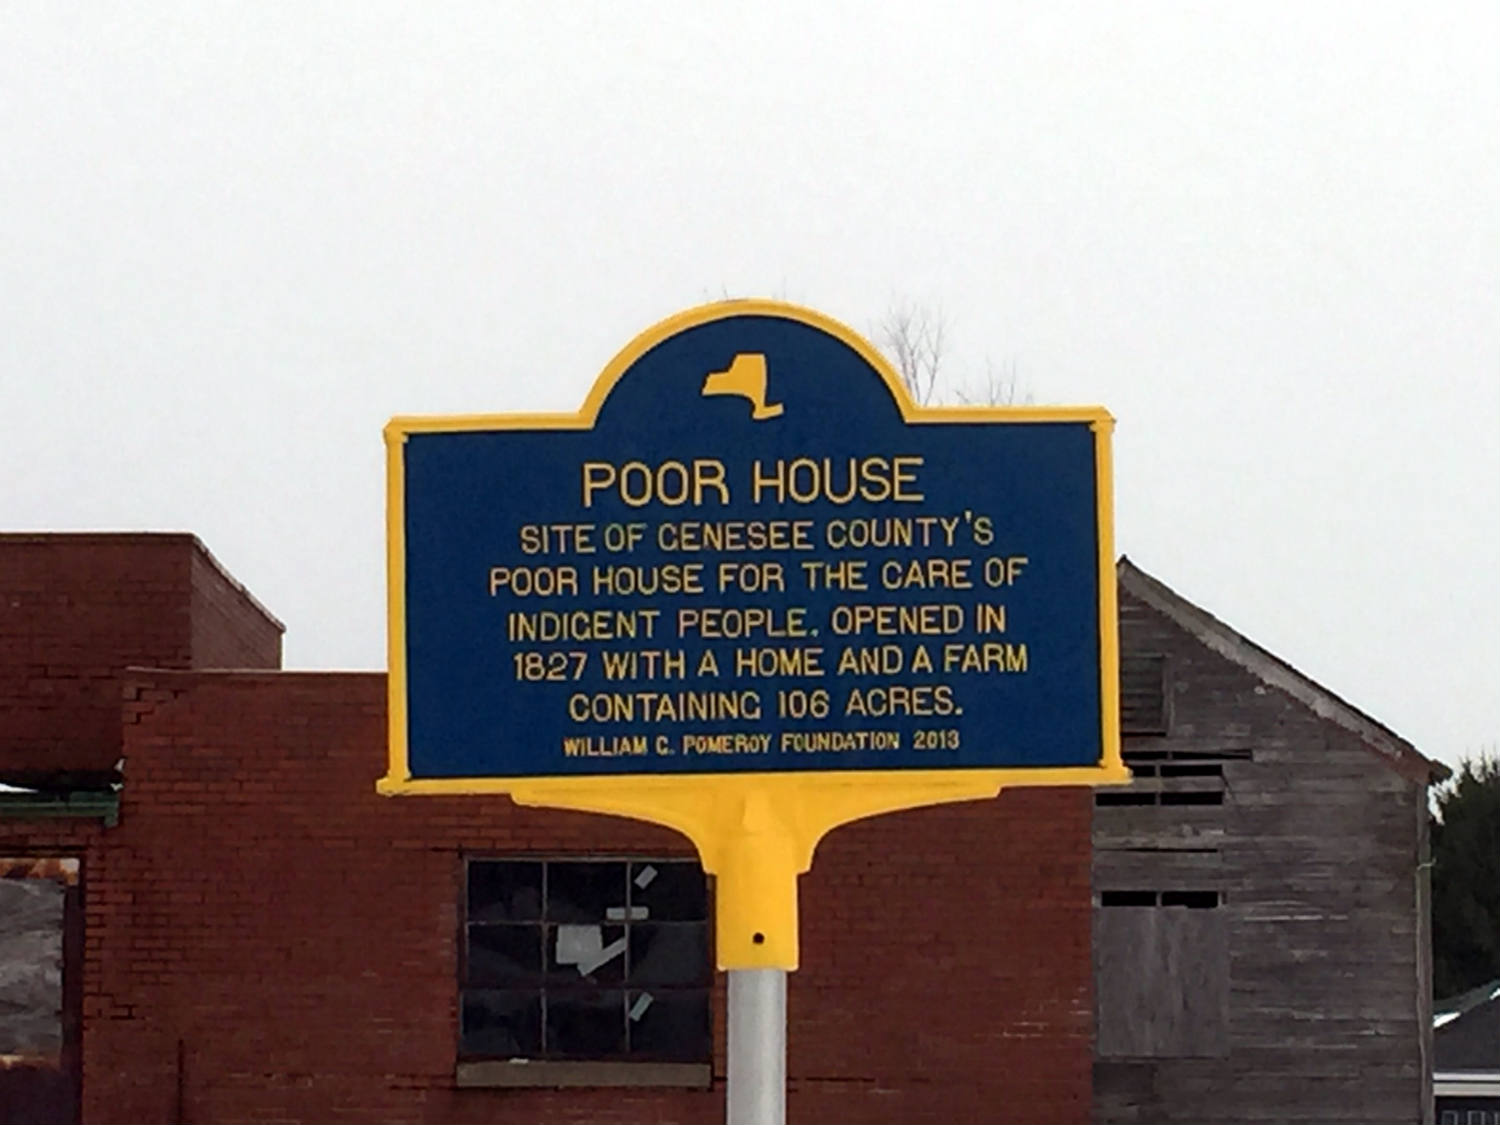 POOR HOUSE
SITE OF GENESEE COUNTY'S
POOR HOUSE FOR THE CARE OF
INDIGENT PEOPLE. OPENED IN
1827 WITH A HOME AND A FARM
CONTAINING 106 ACRES.
WILLIAM C. POMEROY FOUNDATION 2013